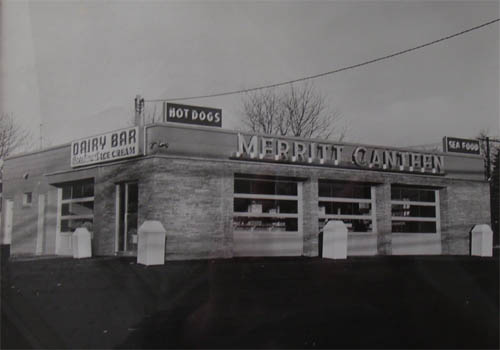 HOT DOGS
DAIRY BAR
ICE CREAM
MERRITT CANTEEN
SEA FOOD